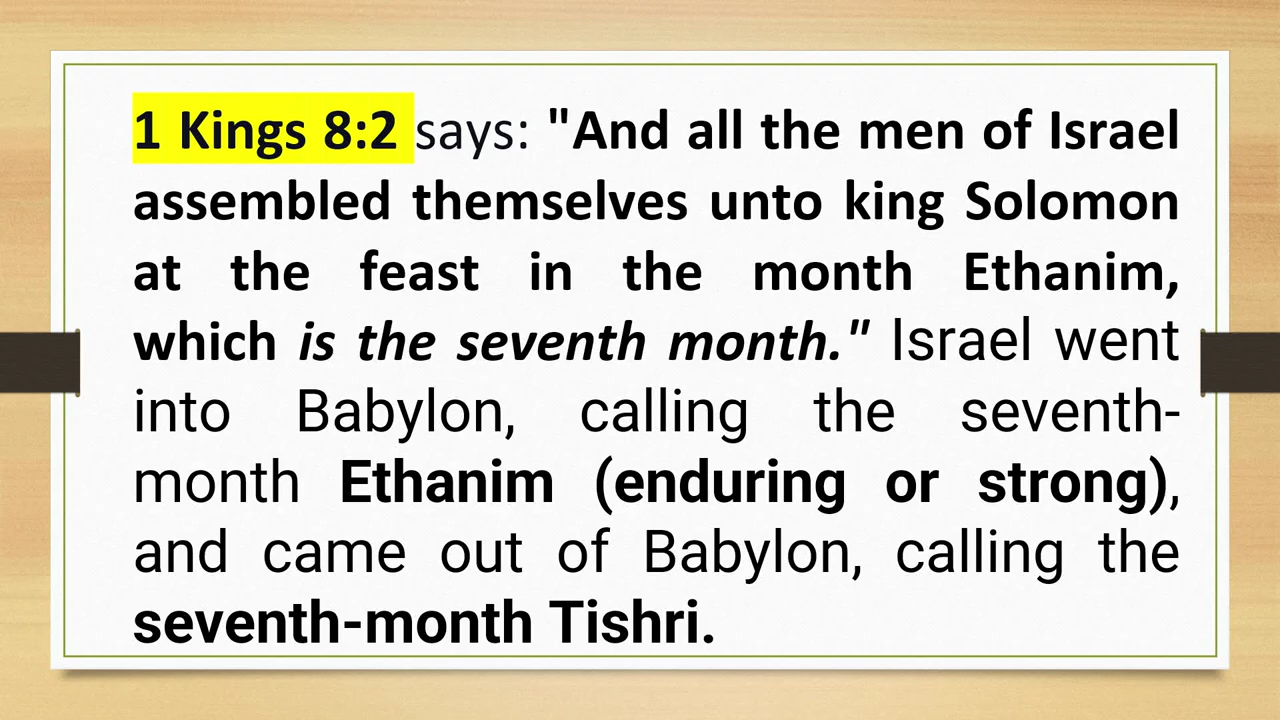 1 Kings 8:2 says: "And all the men of Israel
assembled themselves unto king Solomon
at the feast in the month Ethanim,
which is the seventh month." Israel went
into Babylon, calling the seventh-
month Ethanim (enduring or strong),
and came out of Babylon, calling the
seventh-month Tishri.